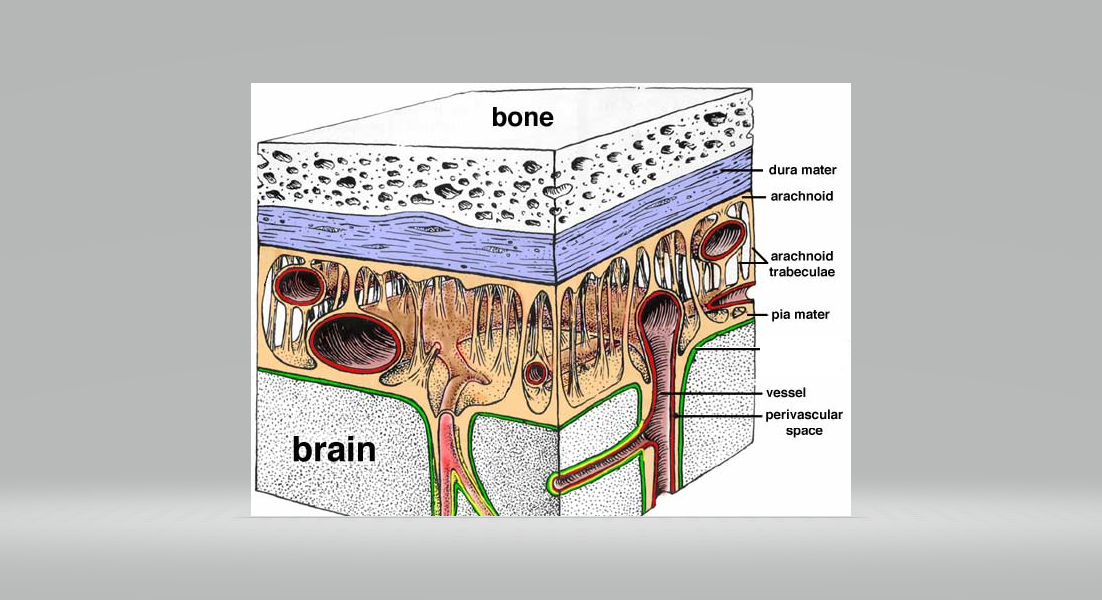 bone
dura mater
arachnoid
arachnoid
trabeculae
pia mater
vessel
perivascular
space
brain